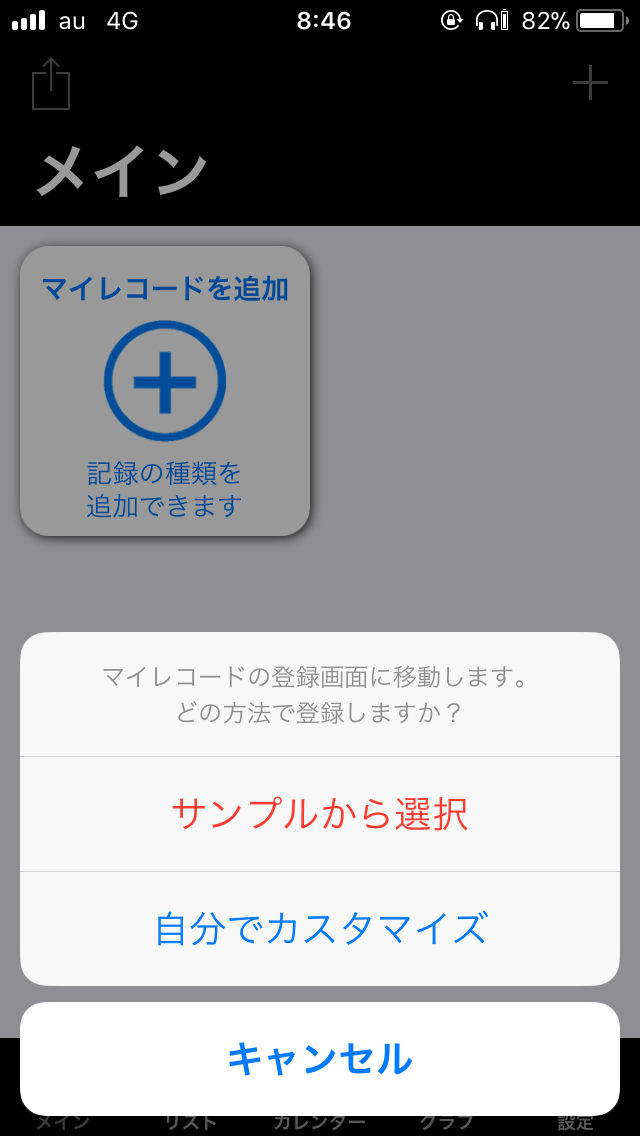 au 4G 8:46 82%
メイン
マイレコードを追加
記録の種類を
追加できます
マイレコードの登録画面に移動します。
どの方法で登録しますか？
サンプルから選択
自分でカスタマイズ
キャンセル
メイン リスト カレンダー グラフ 設定